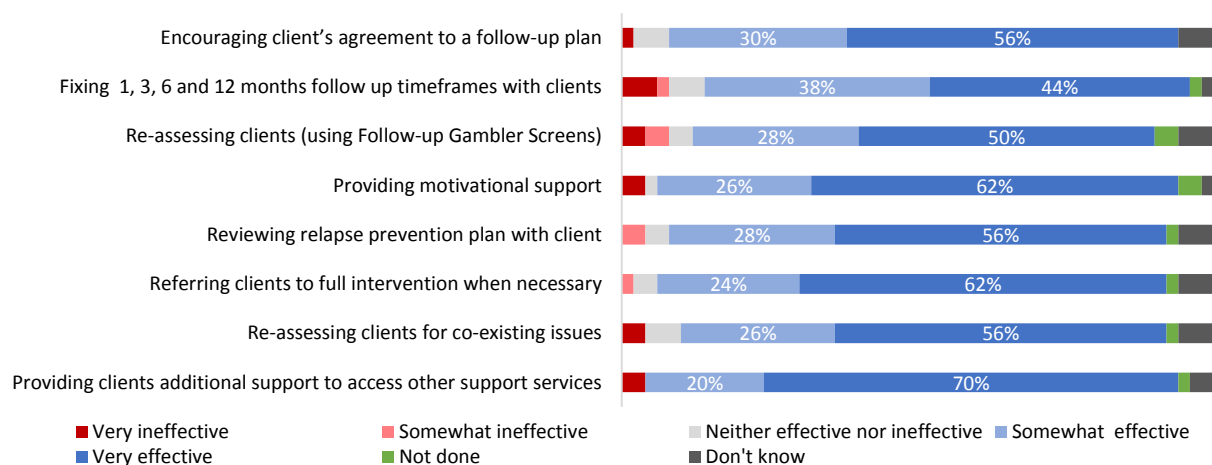 Encouraging client’s agreement to a follow-up plan 30% 56%
Fixing  1, 3, 6 and 12 months follow up timeframes with clients 38% 44%
Re-assessing clients (using Follow-up Gambler Screens) 28% 50%
Providing motivational support 26% 62%
Reviewing relapse prevention plan with client 28% 56%
Referring clients to full intervention when necessary 24% 62%
Re-assessing clients for co-existing issues 26% 56%
Providing clients additional support to access other support services 20% 70%
Very ineffective Somewhat ineffective Neither effective nor ineffective Somewhat  effective
Very effective Not done Don't know